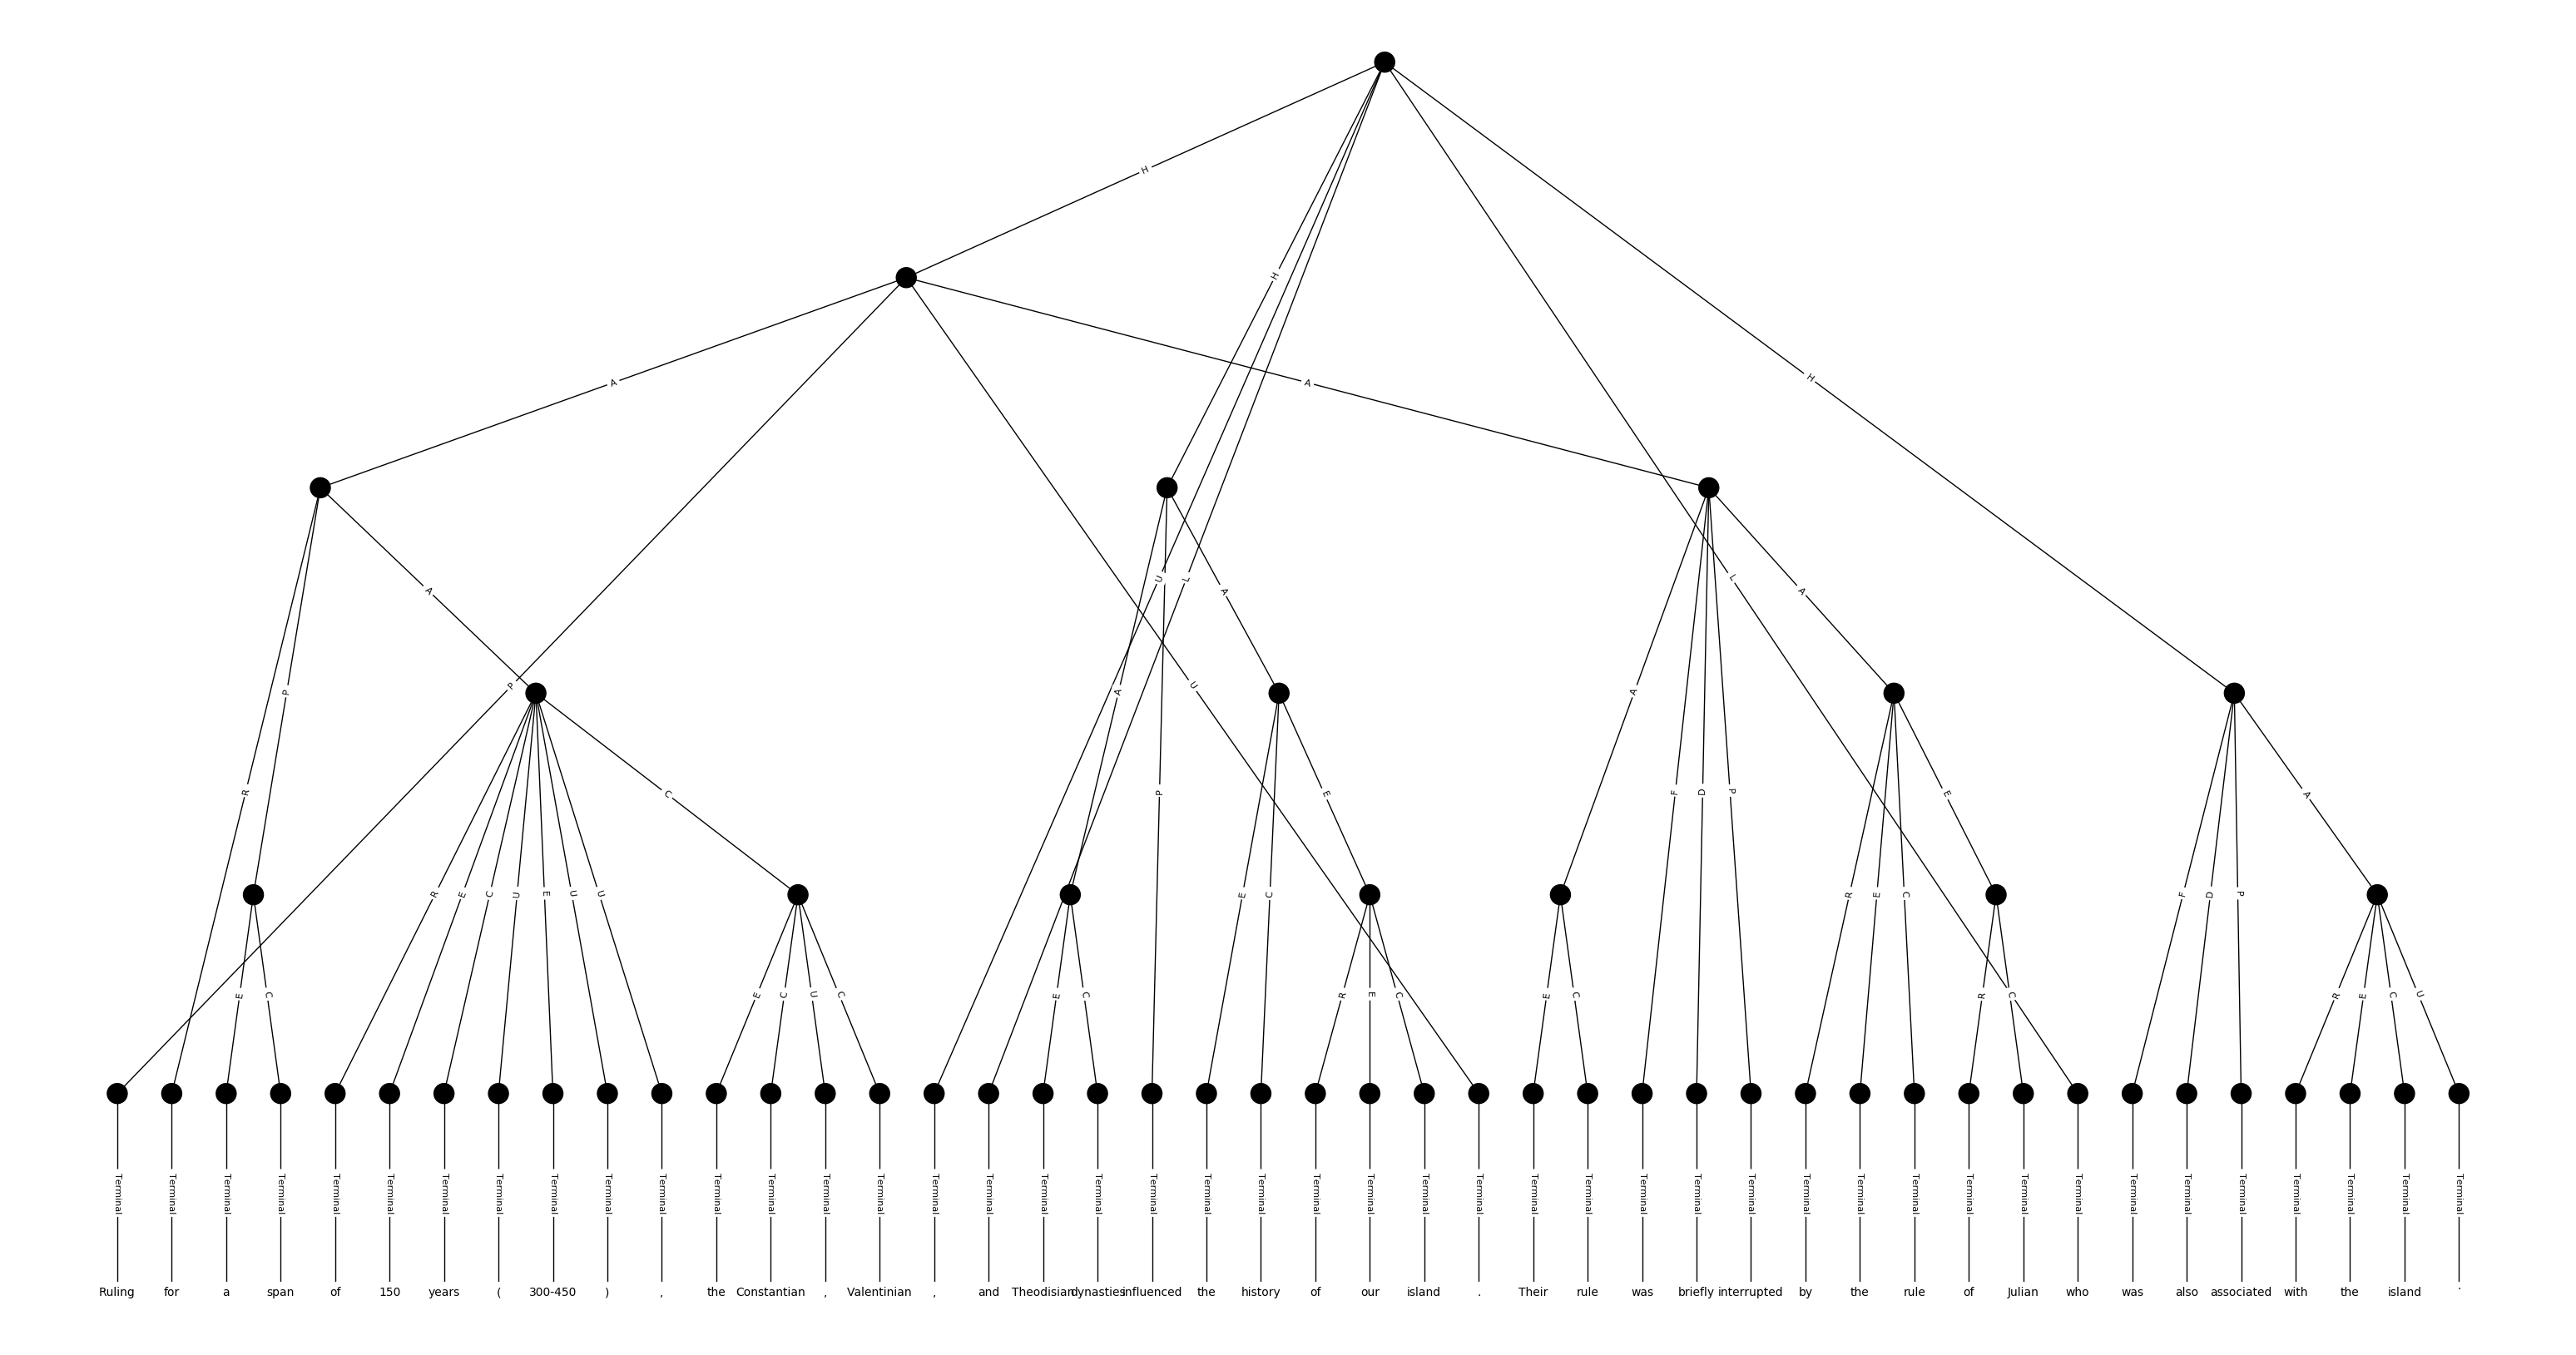 H
H
A
A
H
U
L
A
L
A
A
P
P
A
U
A
R
P
F
D
P
C
E
E
A
R
E
C
U
E
U
U
E
C
R
E
C
F
D
P
E
C
E
C
U
C
E
C
R
E
C
E
C
R
C
R
E
C
U
Terminal Terminal Terminal Terminal Terminal Terminal Terminal Terminal Terminal Terminal Terminal Terminal Terminal Terminal Terminal Terminal Terminal Terminal Terminal Terminal Terminal Terminal Terminal Terminal Terminal Terminal Terminal Terminal Terminal Terminal Terminal Terminal Terminal Terminal Terminal Terminal Terminal Terminal Terminal Terminal Terminal Terminal Terminal Terminal
Ruling for a span of 150 years ( 300-450 ) , the Constantian , Valentinian , and Theodisian dynasties influenced the history of our island . Their rule was briefly interrupted by the rule of Julian who was also associated with the island .